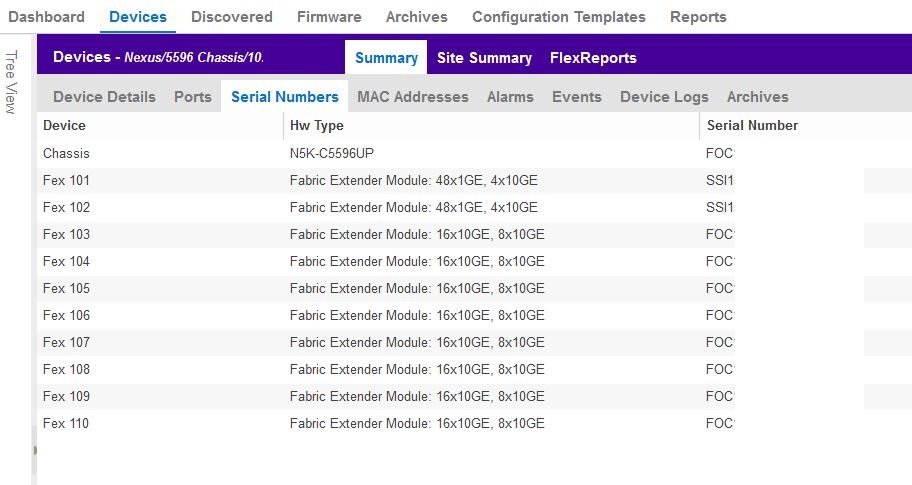 Dashboard Devices Discovered Firmware Archives Configuration Templates Reports
Tree View
Devices - Nexus/5596 Chassis/10. Summary Site Summary FlexReports
Device Details Ports Serial Numbers MAC Addresses Alarms Events Device Logs Archives
Device Hw Type Serial Number
Chassis N5K-C5596UP FOC
Fex 101 Fabric Extender Module: 48x1GE, 4x10GE SSI1
Fex 102 Fabric Extender Module: 48x1GE, 4x10GE SSI1
Fex 103 Fabric Extender Module: 16x10GE, 8x10GE FOC
Fex 104 Fabric Extender Module: 16x10GE, 8x10GE FOC
Fex 105 Fabric Extender Module: 16x10GE, 8x10GE FOC
Fex 106 Fabric Extender Module: 16x10GE, 8x10GE FOC
Fex 107 Fabric Extender Module: 16x10GE, 8x10GE FOC
Fex 108 Fabric Extender Module: 16x10GE, 8x10GE FOC
Fex 109 Fabric Extender Module: 16x10GE, 8x10GE FOC
Fex 110 Fabric Extender Module: 16x10GE, 8x10GE FOC